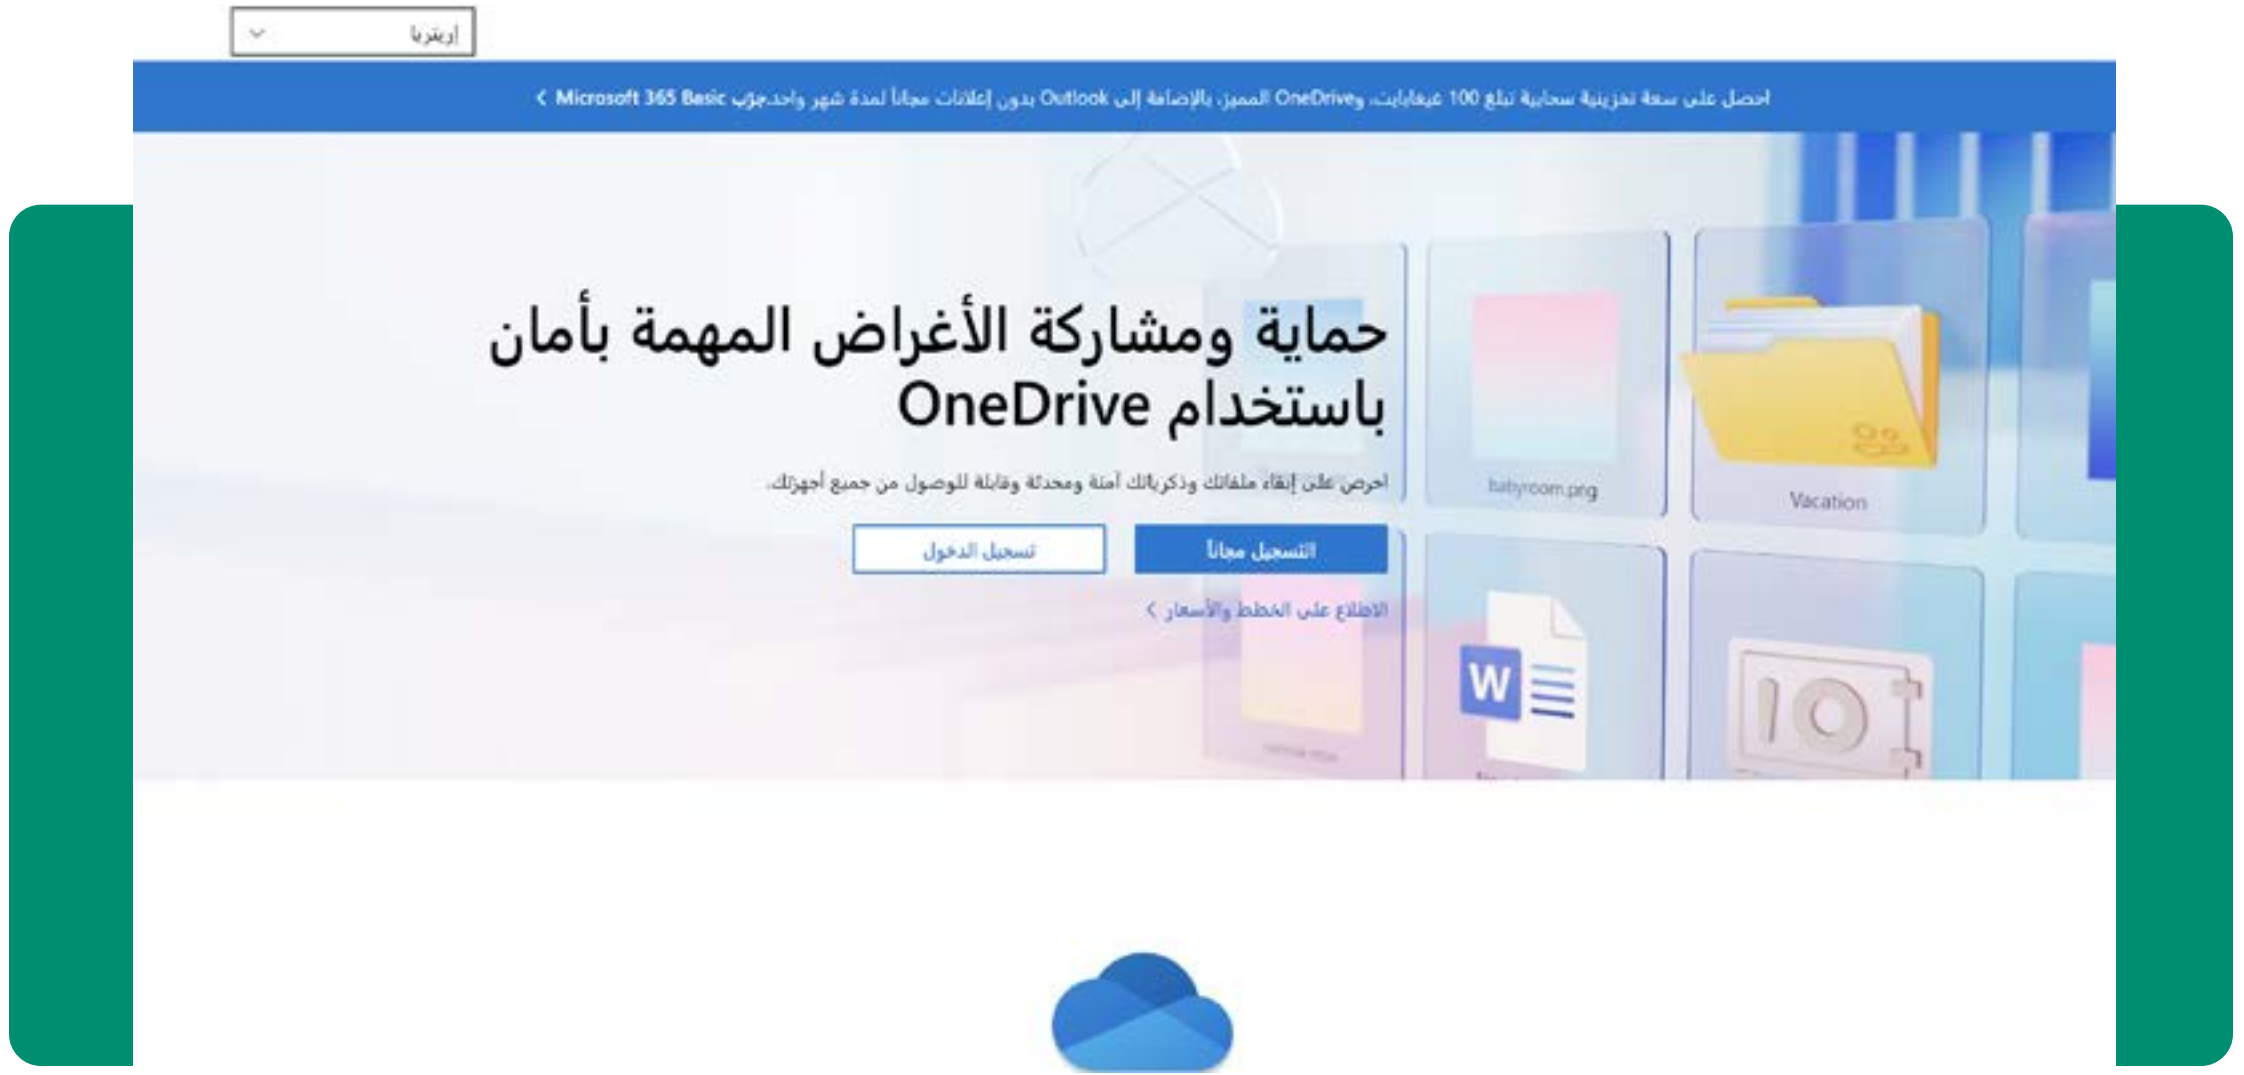 إريتريا
احصل على سعة تخزينية سحابية تبلغ 100 غيغابايت، وOneDrive المميز، بالإضافة إلى Outlook بدون إعلانات مجاناً لمدة شهر واحد.جرّب Microsoft 365 Basic
حماية ومشاركة الأغراض المهمة بأمان
باستخدام OneDrive
احرص على إبقاء ملفاتك وذكرياتك آمنة ومحدثة وقابلة للوصول من جميع أجهزتك.
babyroom.png
Vacation
التسجيل مجاناً
تسجيل الدخول
الاطلاع على الخطط والأسعار
W